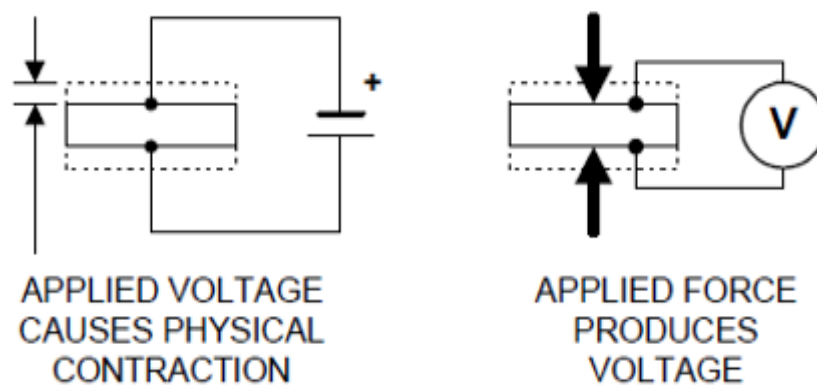 +
V
APPLIED VOLTAGE
CAUSES PHYSICAL
CONTRACTION
APPLIED FORCE
PRODUCES
VOLTAGE